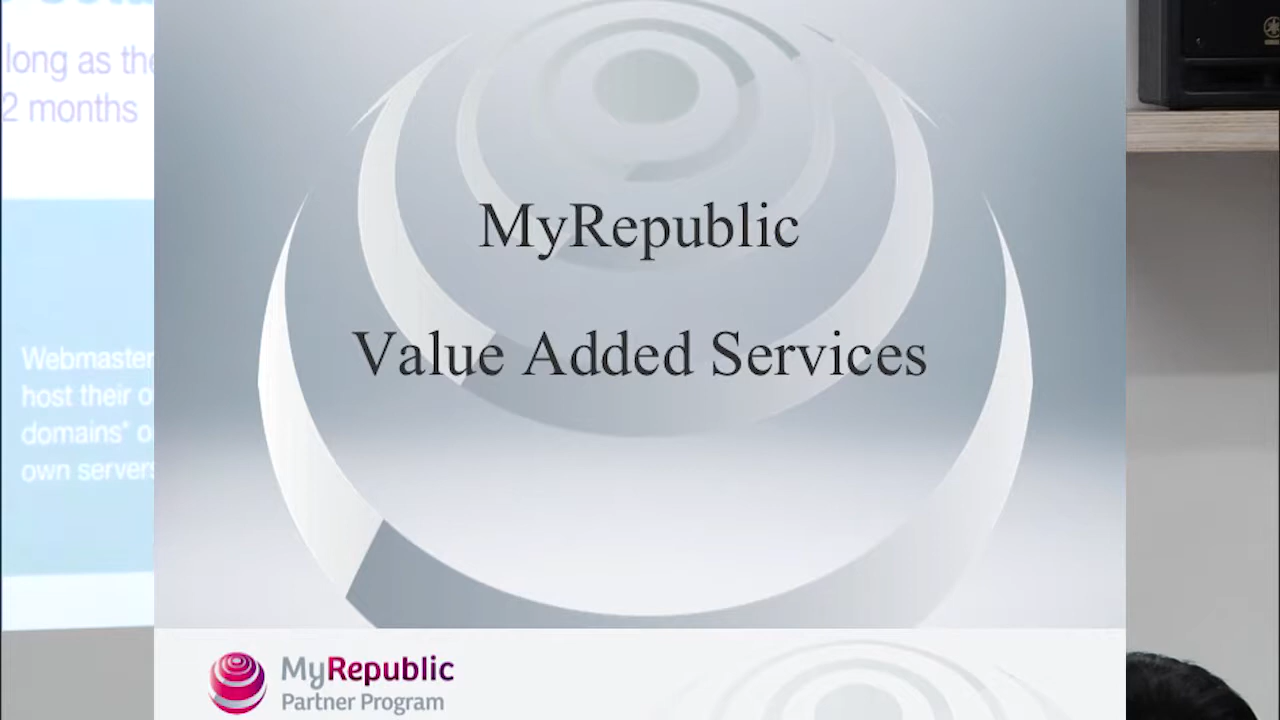 long as the
2 months
Webmaster
host their o
domains* o
own servers
MyRepublic
Value Added Services
MyRepublic
Partner Program